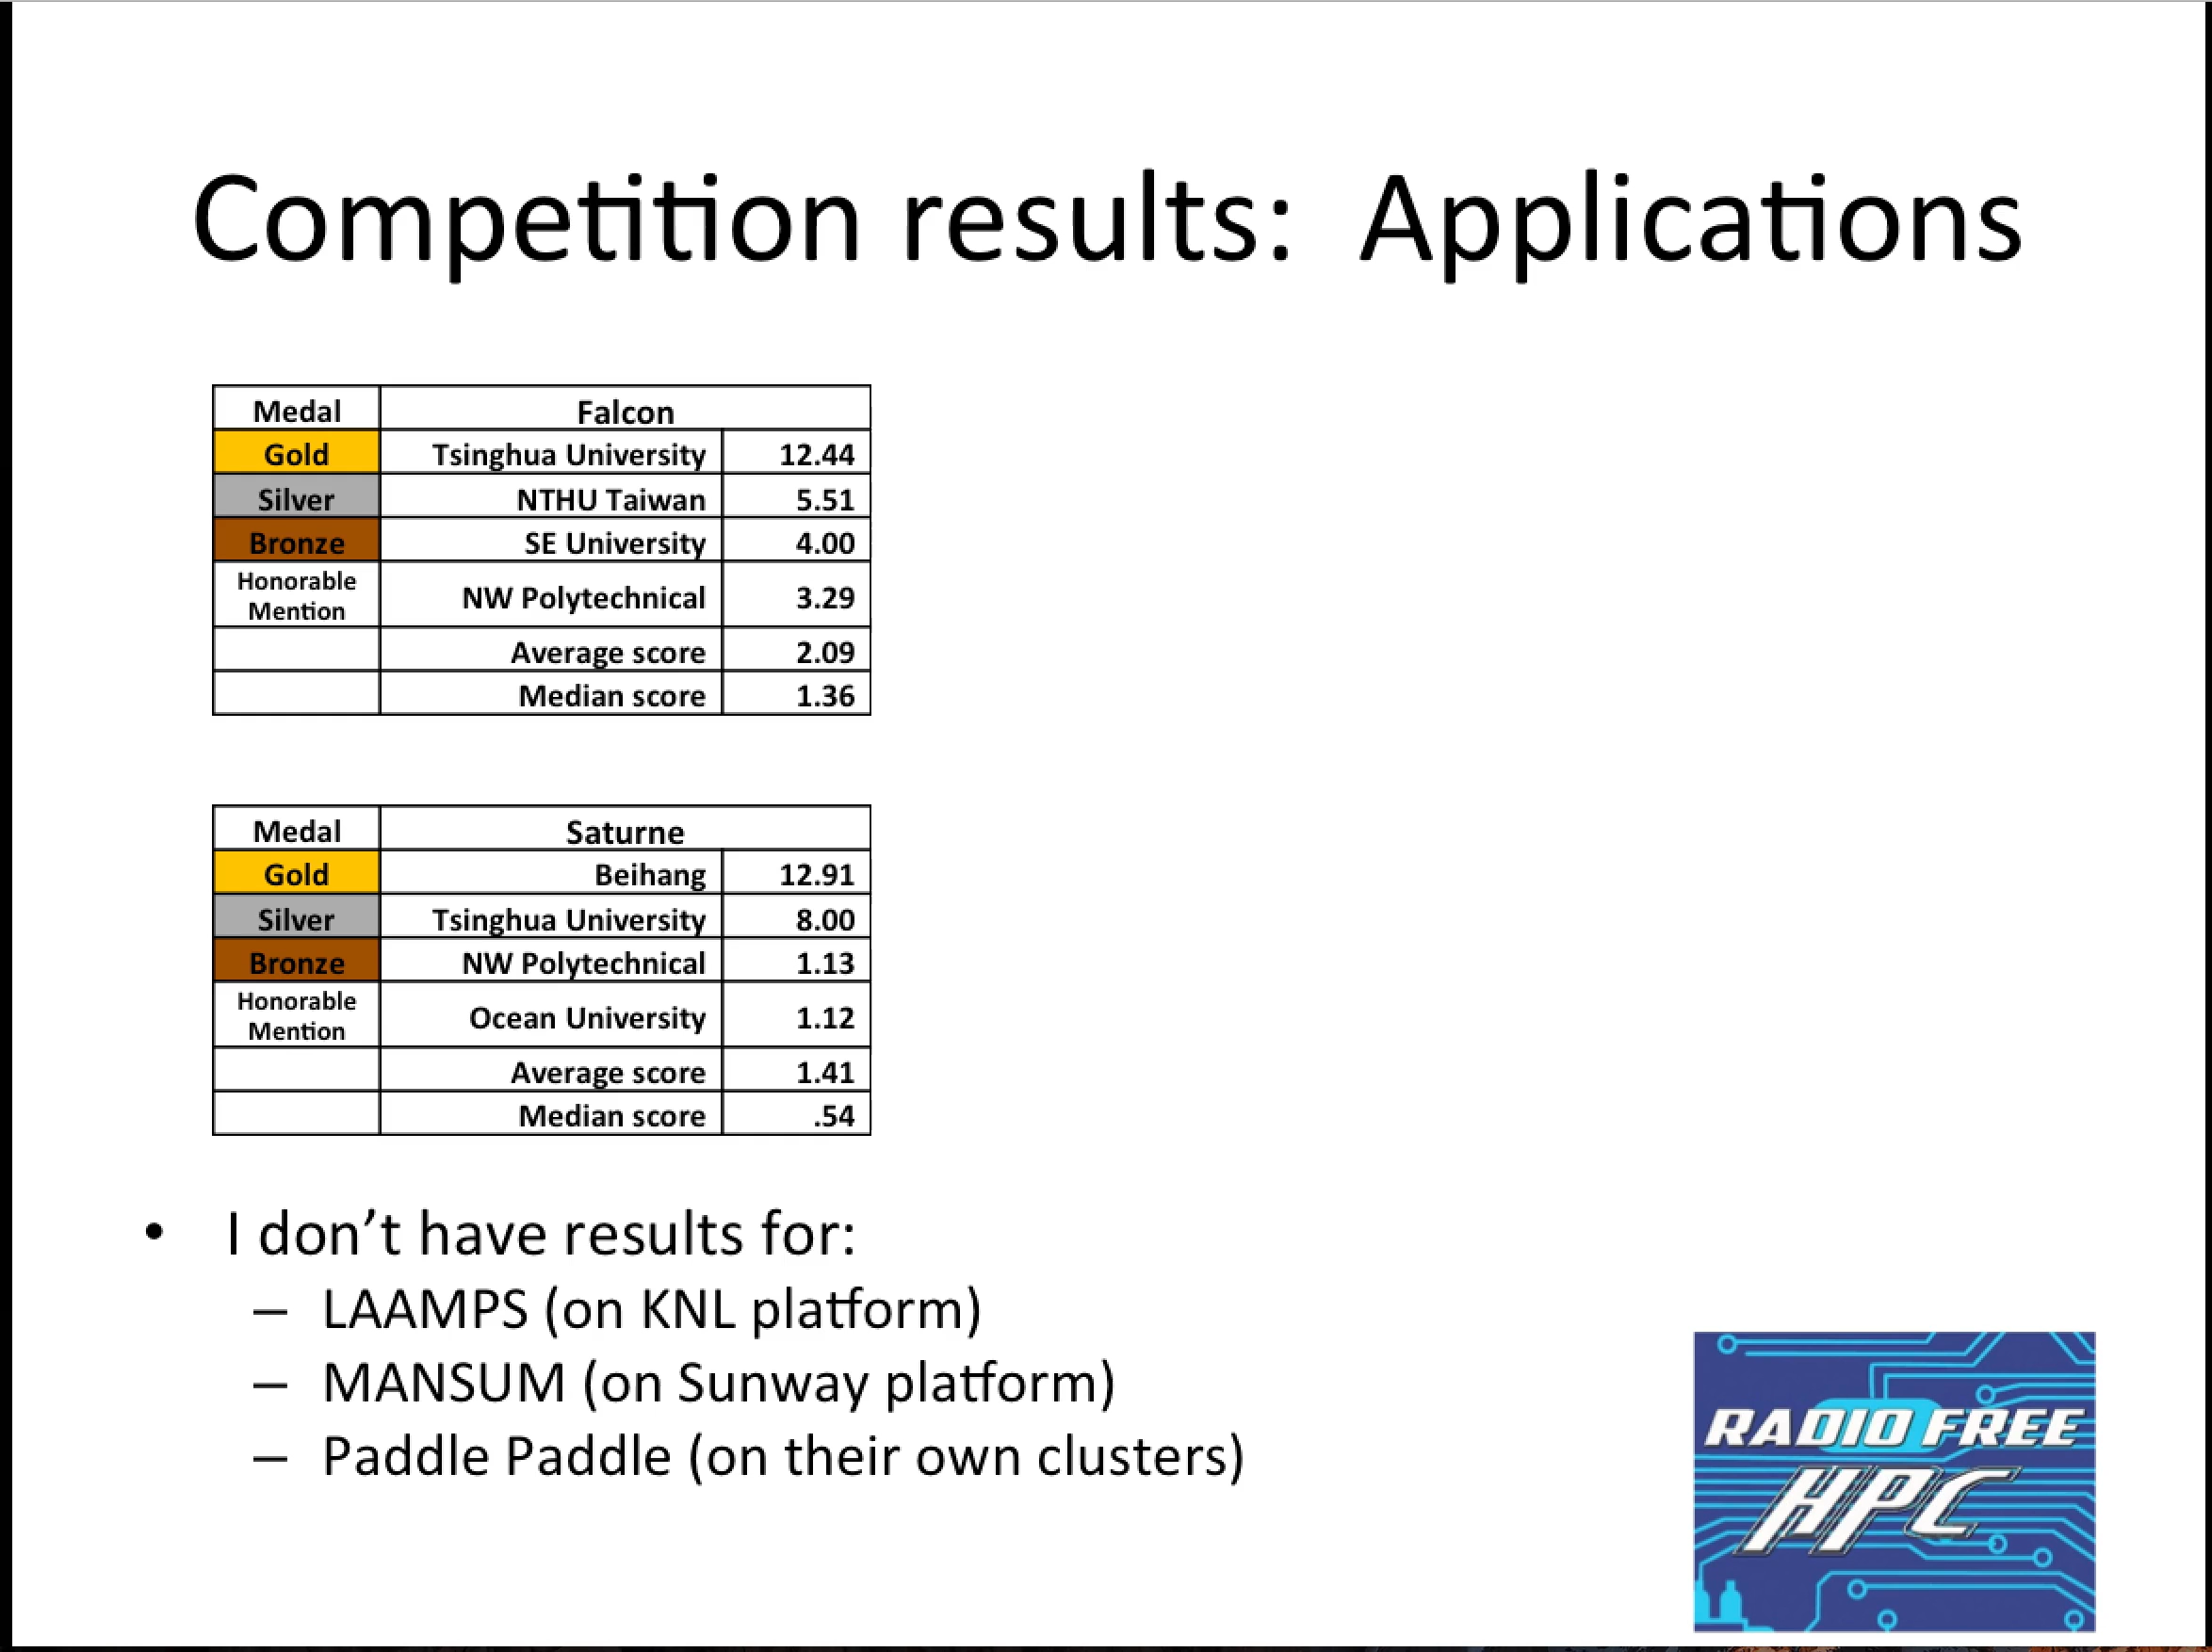 Competition results:  Applications
Medal Falcon
Gold Tsinghua University 12.44
Silver NTHU Taiwan 5.51
Bronze SE University 4.00
Honorable Mention NW Polytechnical 3.29
Average score 2.09
Median score 1.36
Medal Saturne
Gold Beihang 12.91
Silver Tsinghua University 8.00
Bronze NW Polytechnical 1.13
Honorable Mention Ocean University 1.12
Average score 1.41
Median score .54
• I don’t have results for:
– LAAMPS (on KNL platform)
– MANSUM (on Sunway platform)
– Paddle Paddle (on their own clusters)
RADIO FREE
HPC